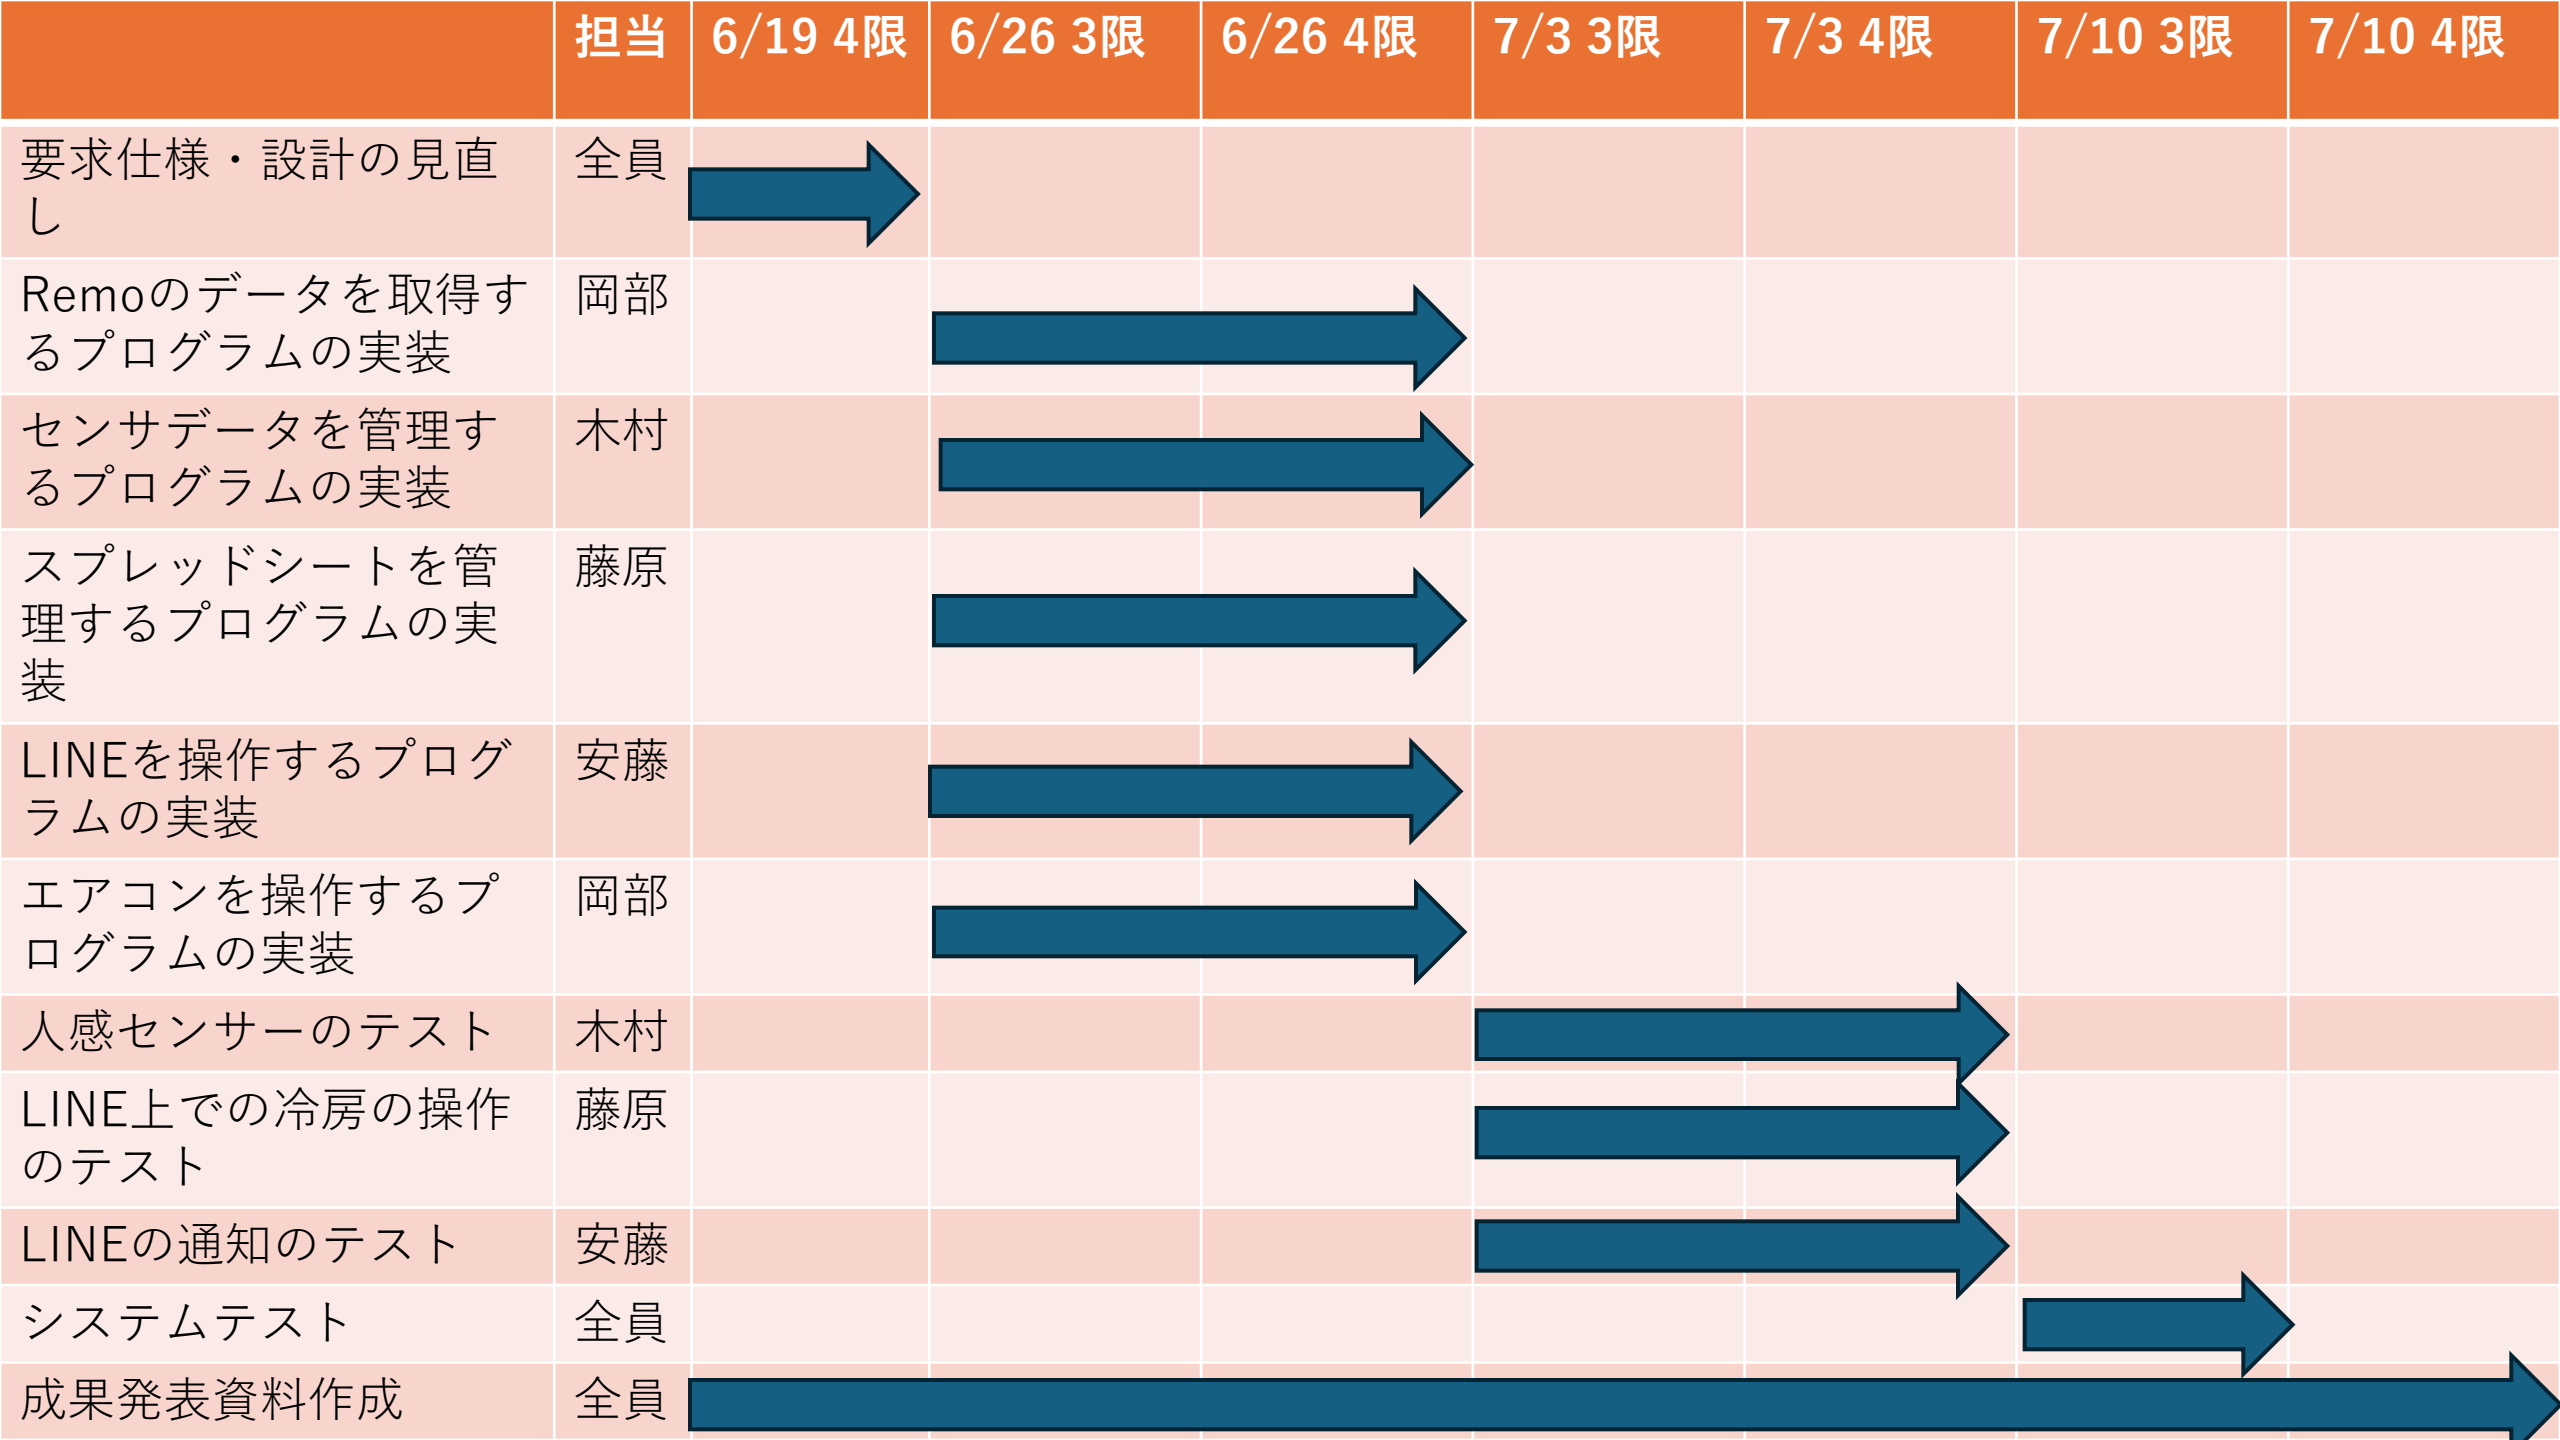 担当 6/19 4限 6/26 3限 6/26 4限 7/3 3限 7/3 4限 7/10 3限 7/10 4限
要求仕様・設計の見直 全員
し
Remoのデータを取得す 岡部
るプログラムの実装
センサデータを管理す 木村
るプログラムの実装
スプレッドシートを管 藤原
理するプログラムの実
装
LINEを操作するプログ 安藤
ラムの実装
エアコンを操作するプ 岡部
ログラムの実装
人感センサーのテスト 木村
LINE上での冷房の操作 藤原
のテスト
LINEの通知のテスト 安藤
システムテスト 全員
成果発表資料作成 全員